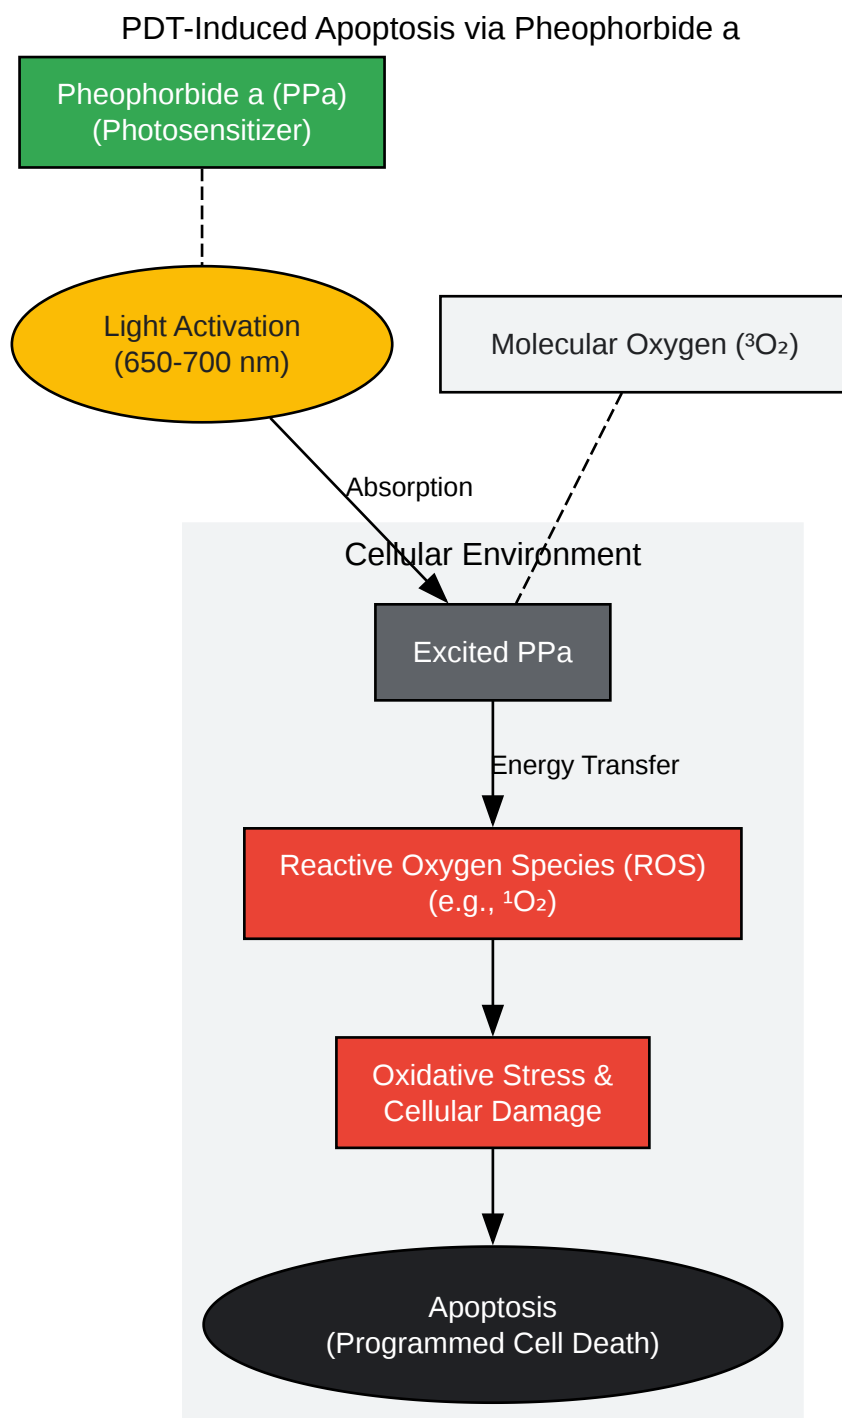 PDT-Induced Apoptosis via Pheophorbide a
Pheophorbide a (PPa)
(Photosensitizer)
Light Activation
(650-700 nm)
Molecular Oxygen (³O₂)
Absorption
Cellular Environment
Excited PPa
Energy Transfer
Reactive Oxygen Species (ROS)
(e.g., ¹O₂)
Oxidative Stress &
Cellular Damage
Apoptosis
(Programmed Cell Death)